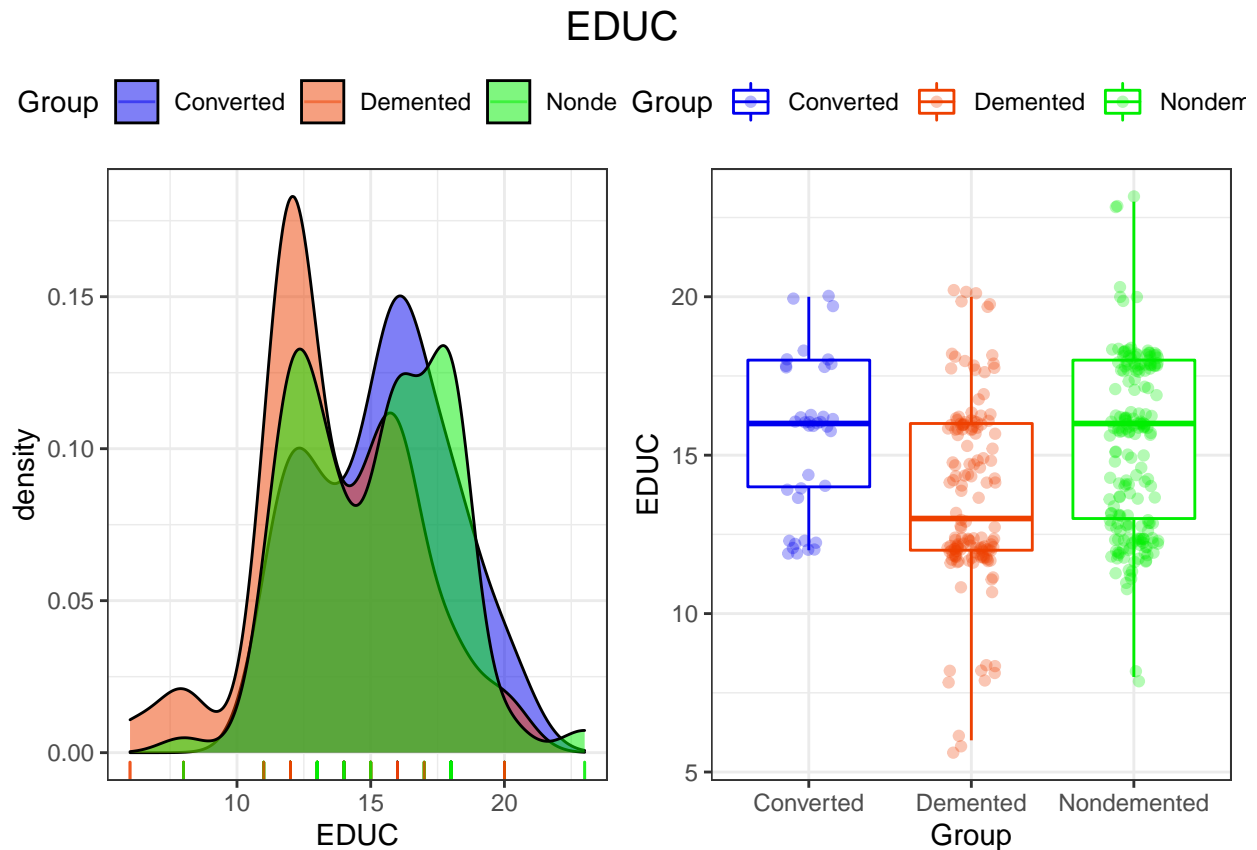 EDUC
Group Converted Demented Nonde
Group Converted Demented Nondem
density
0.15
0.10
0.05
0.00
10 15 20
EDUC
EDUC
20
15
10
5
Converted Demented Nondemented
Group